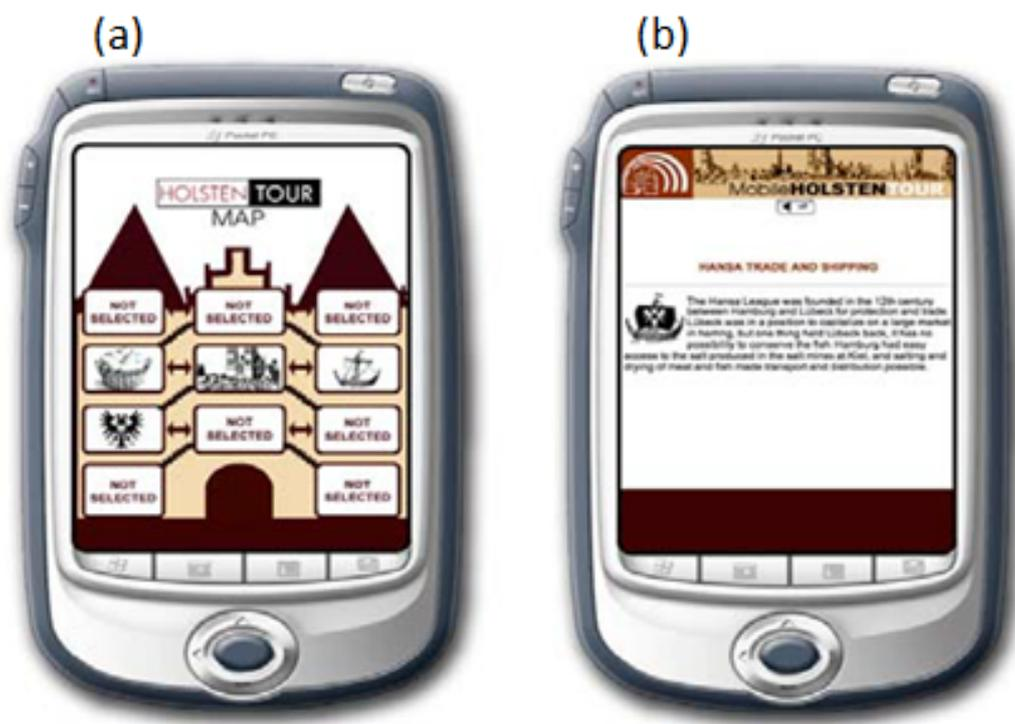 (a)
(b)
Pocket PC
HOLSTEN TOUR
MAP
NOT SELECTED
NOT SELECTED
NOT SELECTED
NOT SELECTED
NOT SELECTED
NOT SELECTED
NOT SELECTED
Pocket PC
MobileHOLSTENTOUR
HANSA TRADE AND SHIPPING
The Hansa League was founded in the 12th century
between Hamburg and Lübeck for protection and trade.
Lübeck was in a position to capitalize on a large market
in herring, but one thing held Lübeck back, it has no
possibility to conserve the fish. Hamburg had easy
access to the salt produced in the salt mines at Kiel, and salting and
drying of meat and fish made transport and distribution possible.